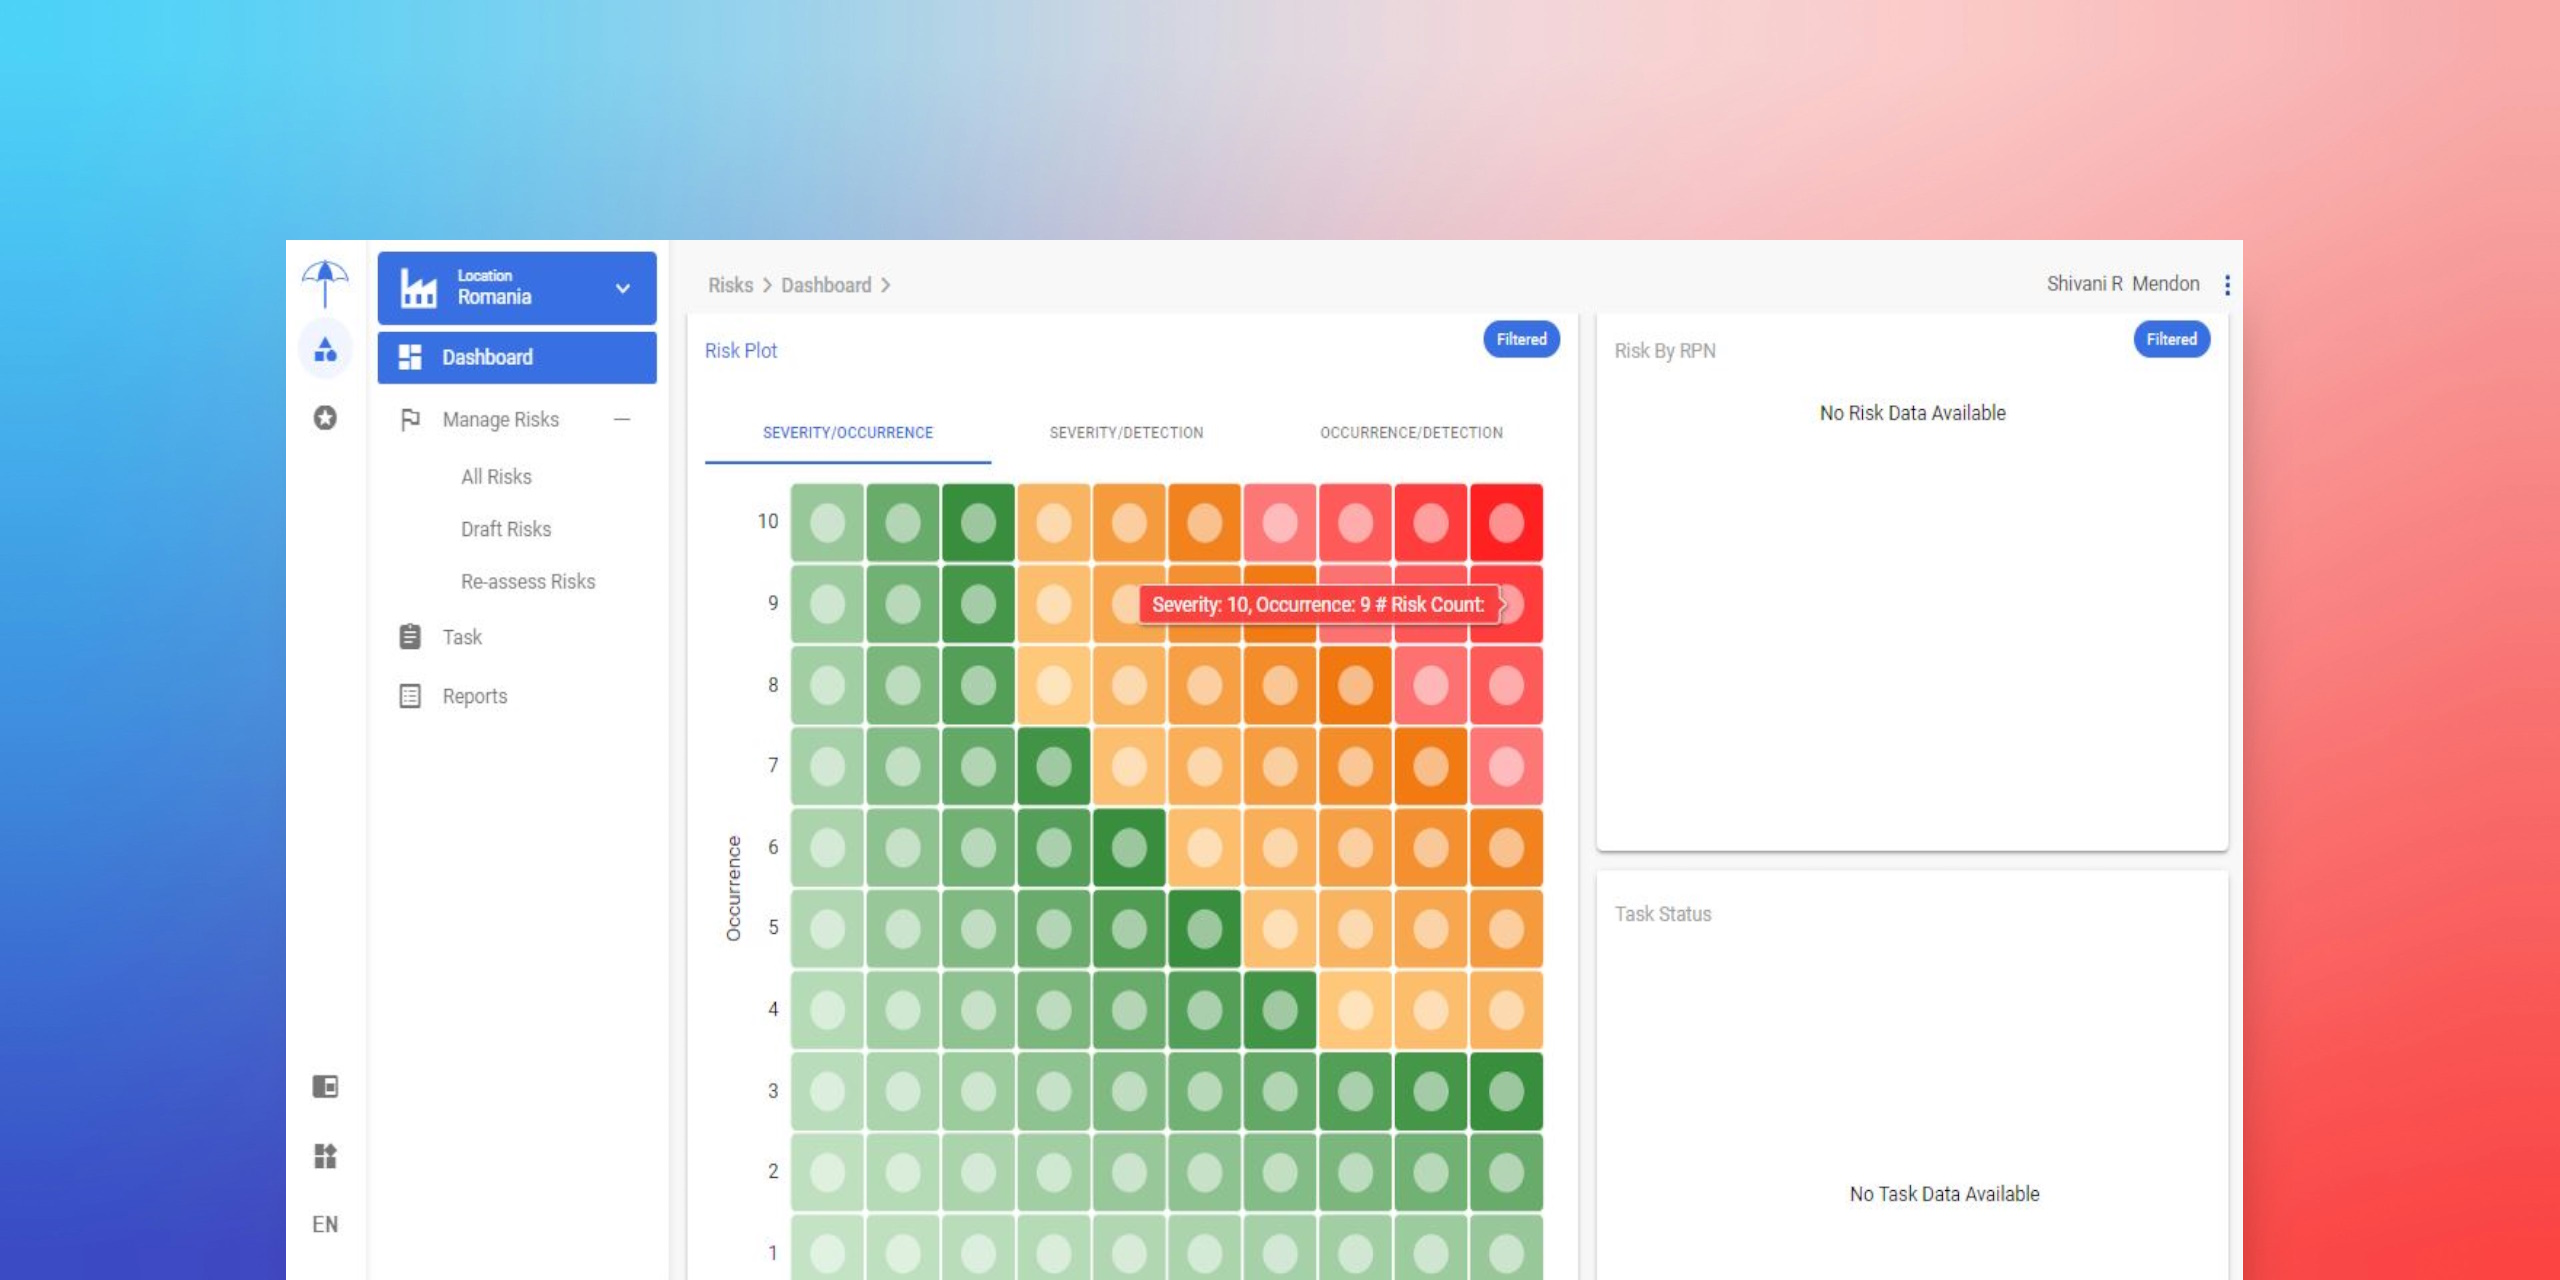 Location
Romania
Dashboard
Manage Risks
All Risks
Draft Risks
Re-assess Risks
Task
Reports
EN
Risks > Dashboard >
Shivani R Mendon
Risk Plot
Filtered
SEVERITY/OCCURRENCE
SEVERITY/DETECTION
OCCURRENCE/DETECTION
10
9
Severity: 10, Occurrence: 9 # Risk Count:
8
7
6
Occurrence
5
4
3
2
1
Risk By RPN
Filtered
No Risk Data Available
Task Status
No Task Data Available